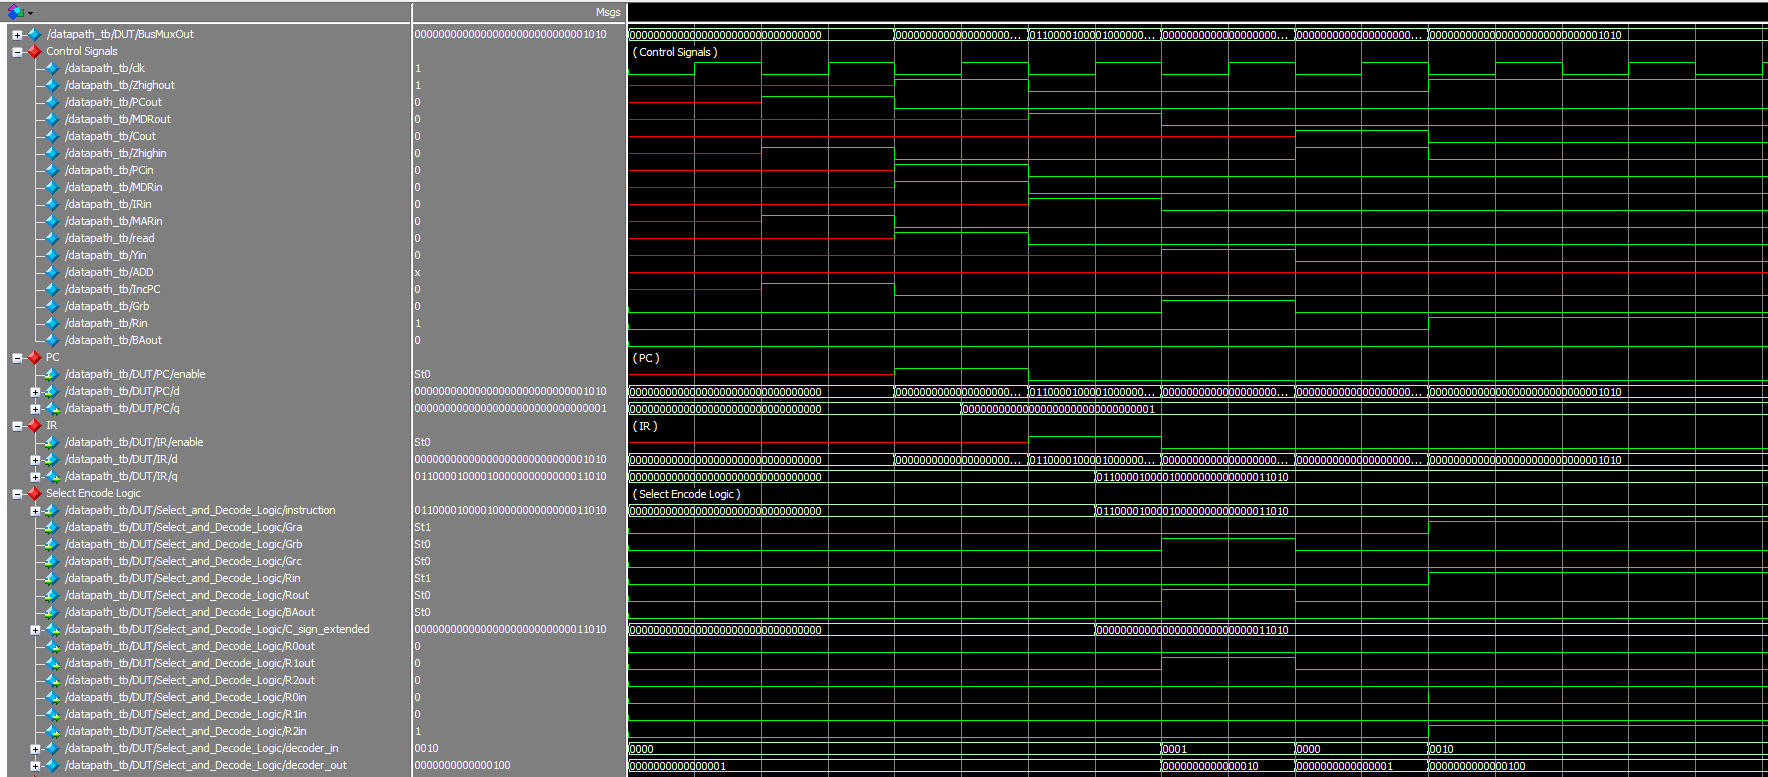 Msgs
/datapath_tb/DUT/BusMuxOut 00000000000000000000000000001010 00000000000000000000000000000000 0000000000000000000... 0110000100001000000... 0000000000000000000... 0000000000000000000... 00000000000000000000000000001010
Control Signals ( Control Signals )
/datapath_tb/clk 1
/datapath_tb/Zhighout 1
/datapath_tb/PCout 0
/datapath_tb/MDRout 0
/datapath_tb/Cout 0
/datapath_tb/Zhighin 0
/datapath_tb/PCin 0
/datapath_tb/MDRin 0
/datapath_tb/IRin 0
/datapath_tb/MARin 0
/datapath_tb/read 0
/datapath_tb/Yin 0
/datapath_tb/ADD x
/datapath_tb/IncPC 0
/datapath_tb/Grb 0
/datapath_tb/Rin 1
/datapath_tb/BAout 0
PC ( PC )
/datapath_tb/DUT/PC/enable St0
/datapath_tb/DUT/PC/d 00000000000000000000000000001010 00000000000000000000000000000000 0000000000000000000... 0110000100001000000... 0000000000000000000... 0000000000000000000... 00000000000000000000000000001010
/datapath_tb/DUT/PC/q 00000000000000000000000000000001 00000000000000000000000000000000 00000000000000000000000000000001
IR ( IR )
/datapath_tb/DUT/IR/enable St0
/datapath_tb/DUT/IR/d 00000000000000000000000000001010 00000000000000000000000000000000 0000000000000000000... 0110000100001000000... 0000000000000000000... 0000000000000000000... 00000000000000000000000000001010
/datapath_tb/DUT/IR/q 01100001000010000000000000011010 00000000000000000000000000000000 01100001000010000000000000011010
Select Encode Logic ( Select Encode Logic )
/datapath_tb/DUT/Select_and_Decode_Logic/instruction 01100001000010000000000000011010 00000000000000000000000000000000 01100001000010000000000000011010
/datapath_tb/DUT/Select_and_Decode_Logic/Gra St1
/datapath_tb/DUT/Select_and_Decode_Logic/Grb St0
/datapath_tb/DUT/Select_and_Decode_Logic/Grc St0
/datapath_tb/DUT/Select_and_Decode_Logic/Rin St1
/datapath_tb/DUT/Select_and_Decode_Logic/Rout St0
/datapath_tb/DUT/Select_and_Decode_Logic/BAout St0
/datapath_tb/DUT/Select_and_Decode_Logic/C_sign_extended 00000000000000000000000000011010 00000000000000000000000000000000 00000000000000000000000000011010
/datapath_tb/DUT/Select_and_Decode_Logic/R0out 0
/datapath_tb/DUT/Select_and_Decode_Logic/R1out 0
/datapath_tb/DUT/Select_and_Decode_Logic/R2out 0
/datapath_tb/DUT/Select_and_Decode_Logic/R0in 0
/datapath_tb/DUT/Select_and_Decode_Logic/R1in 0
/datapath_tb/DUT/Select_and_Decode_Logic/R2in 1
/datapath_tb/DUT/Select_and_Decode_Logic/decoder_in 0010 0000 0001 0000 0010
/datapath_tb/DUT/Select_and_Decode_Logic/decoder_out 0000000000000100 0000000000000001 0000000000000010 0000000000000001 0000000000000100